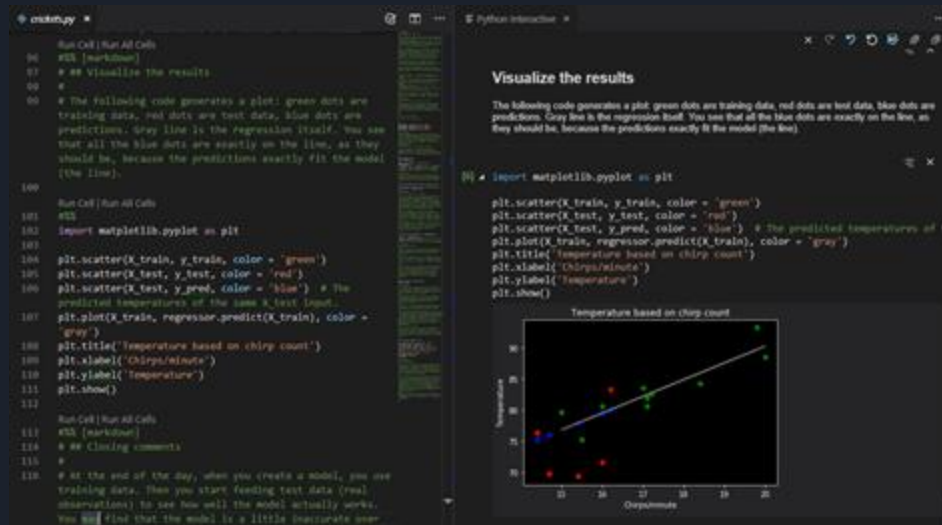 crickets.py
Run Cell | Run All Cells
96 #%% [markdown]
97 # ## Visualize the results
98 #
99 # The following code generates a plot: green dots are
training data, red dots are test data, blue dots are
predictions. Gray line is the regression itself. You see
that all the blue dots are exactly on the line, as they
should be, because the predictions exactly fit the model
(the line).
100
Run Cell | Run All Cells
101 #%%
102 import matplotlib.pyplot as plt
103
104 plt.scatter(X_train, y_train, color = 'green')
105 plt.scatter(X_test, y_test, color = 'red')
106 plt.scatter(X_test, y_pred, color = 'blue') # The
predicted temperatures of the same X_test input.
107 plt.plot(X_train, regressor.predict(X_train), color =
'gray')
108 plt.title('Temperature based on chirp count')
109 plt.xlabel('Chirps/minute')
110 plt.ylabel('Temperature')
111 plt.show()
112
Run Cell | Run All Cells
113 #%% [markdown]
114 # ## Closing comments
115 #
116 # At the end of the day, when you create a model, you use
training data. Then you start feeding test data (real
observations) to see how well the model actually works.
You may find that the model is a little inaccurate over
Python Interactive
Visualize the results
The following code generates a plot: green dots are training data, red dots are test data, blue dots are
predictions. Gray line is the regression itself. You see that all the blue dots are exactly on the line, as
they should be, because the predictions exactly fit the model (the line).
import matplotlib.pyplot as plt
plt.scatter(X_train, y_train, color = 'green')
plt.scatter(X_test, y_test, color = 'red')
plt.scatter(X_test, y_pred, color = 'blue') # The predicted temperatures of
plt.plot(X_train, regressor.predict(X_train), color = 'gray')
plt.title('Temperature based on chirp count')
plt.xlabel('Chirps/minute')
plt.ylabel('Temperature')
plt.show()
Temperature based on chirp count
90
85
80
75
70
Temperature
15 16 17 18 19 20
Chirps/minute